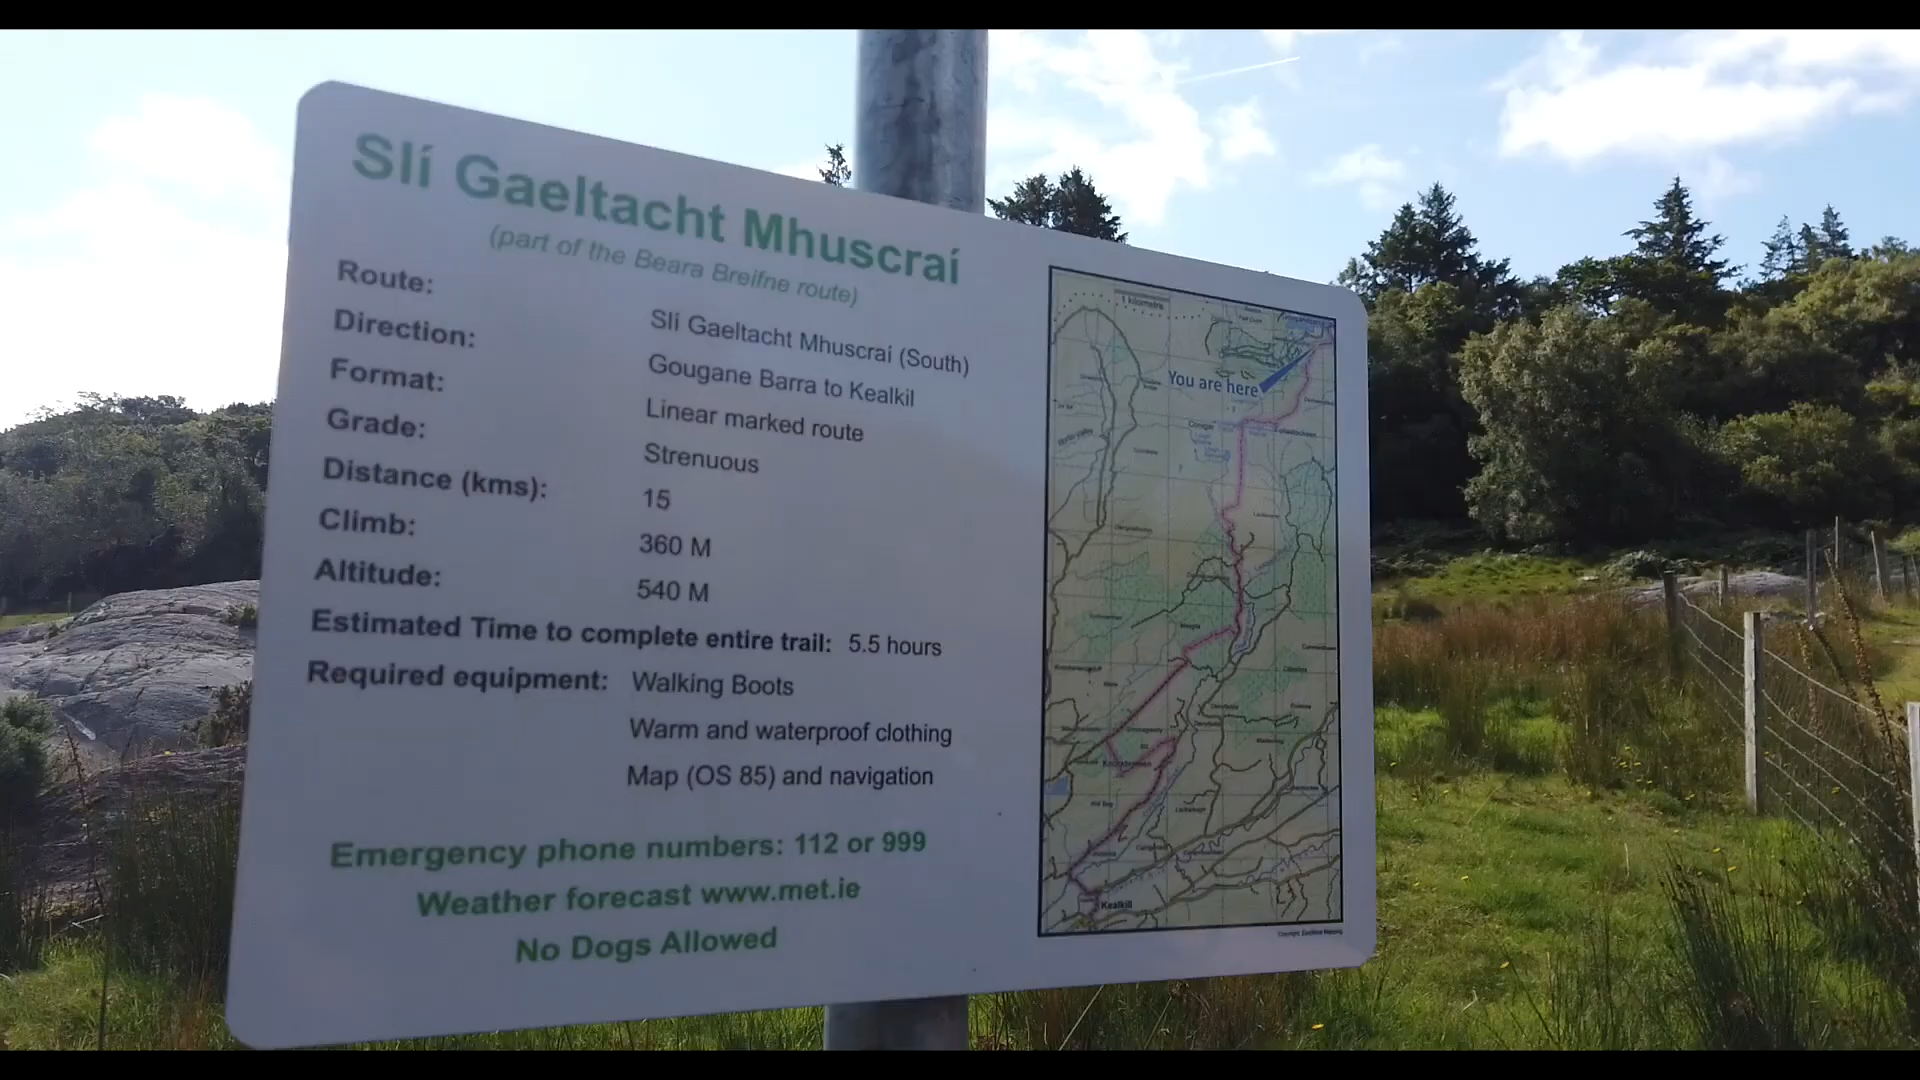 Slí Gaeltacht Mhuscraí
(part of the Beara Breifne route)
Route: Slí Gaeltacht Mhuscraí (South)
Direction: Gougane Barra to Kealkil
Format: Linear marked route
Grade: Strenuous
Distance (kms): 15
Climb: 360 M
Altitude: 540 M
Estimated Time to complete entire trail: 5.5 hours
Required equipment: Walking Boots
Warm and waterproof clothing
Map (OS 85) and navigation
Emergency phone numbers: 112 or 999
Weather forecast www.met.ie
No Dogs Allowed
1 kilometre
You are here
Kealkill